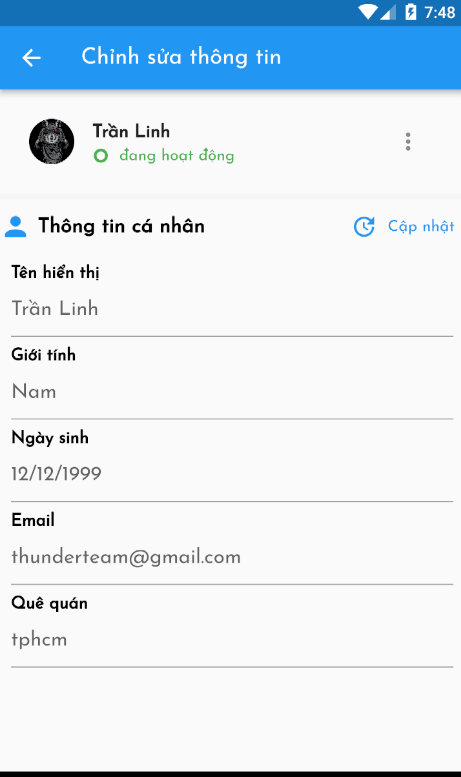 7:48
Chỉnh sửa thông tin
Trần Linh
đang hoạt động
Thông tin cá nhân
Cập nhật
Tên hiển thị
Trần Linh
Giới tính
Nam
Ngày sinh
12/12/1999
Email
thunderteam@gmail.com
Quê quán
tphcm